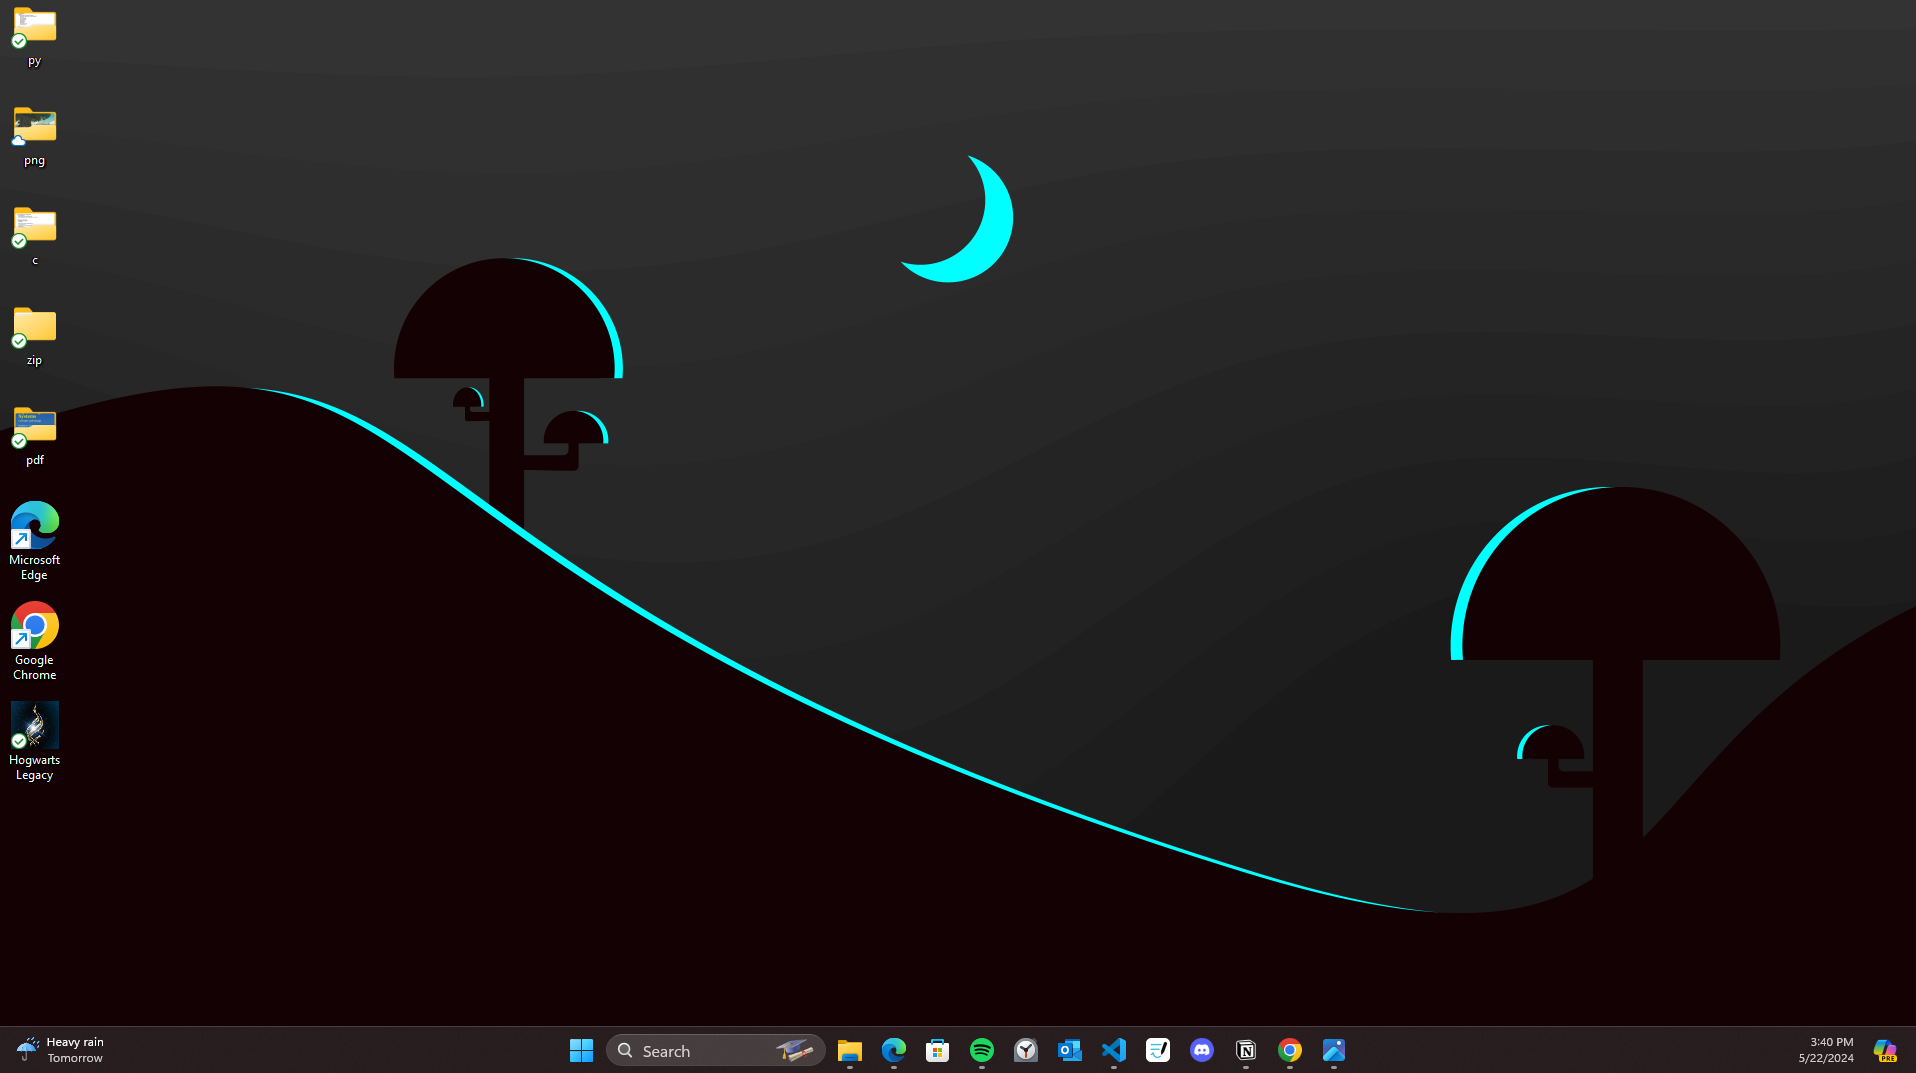 py
png
c
zip
pdf
Microsoft
Edge
Google
Chrome
Hogwarts
Legacy
Heavy rain
Tomorrow
Search
3:40 PM
5/22/2024
PRE